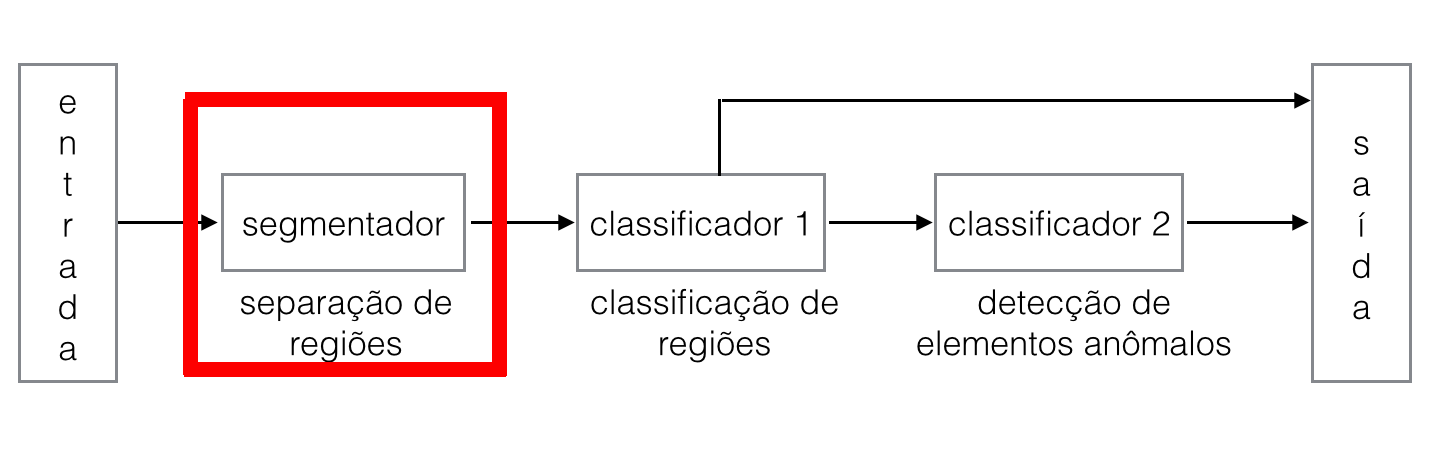 entrada
segmentador
separação de
regiões
classificador 1
classificação de
regiões
classificador 2
detecção de
elementos anômalos
saída